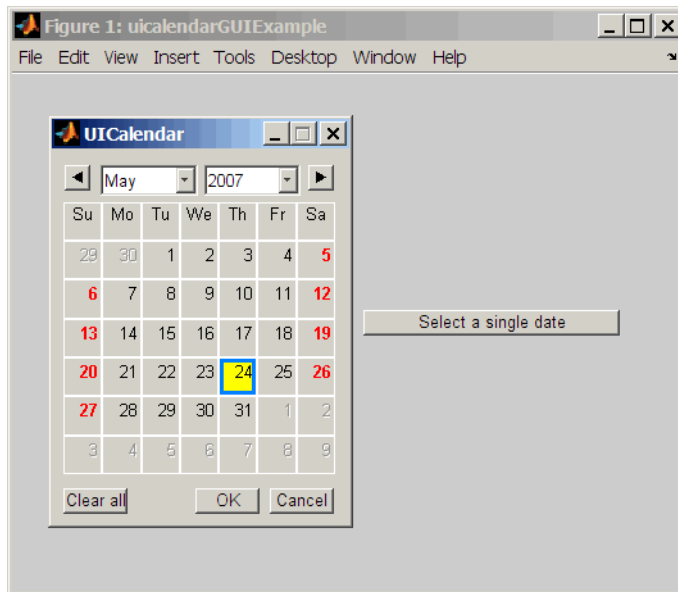 Figure 1: uicalendarGUIExample
File Edit View Insert Tools Desktop Window Help
UICalendar
May 2007
Su Mo Tu We Th Fr Sa
29 30 1 2 3 4 5
6 7 8 9 10 11 12
13 14 15 16 17 18 19
Select a single date
20 21 22 23 24 25 26
27 28 29 30 31 1 2
3 4 5 6 7 8 9
Clear all OK Cancel